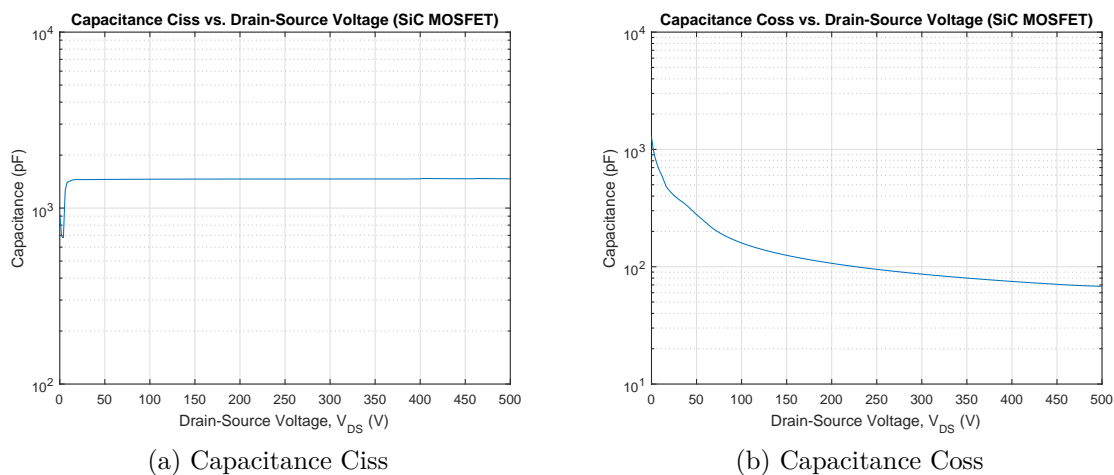 Capacitance Ciss vs. Drain-Source Voltage (SiC MOSFET)
10^4
10^3
10^2
Capacitance (pF)
0 50 100 150 200 250 300 350 400 450 500
Drain-Source Voltage, V_DS (V)
(a) Capacitance Ciss
Capacitance Coss vs. Drain-Source Voltage (SiC MOSFET)
10^4
10^3
10^2
10^1
Capacitance (pF)
0 50 100 150 200 250 300 350 400 450 500
Drain-Source Voltage, V_DS (V)
(b) Capacitance Coss